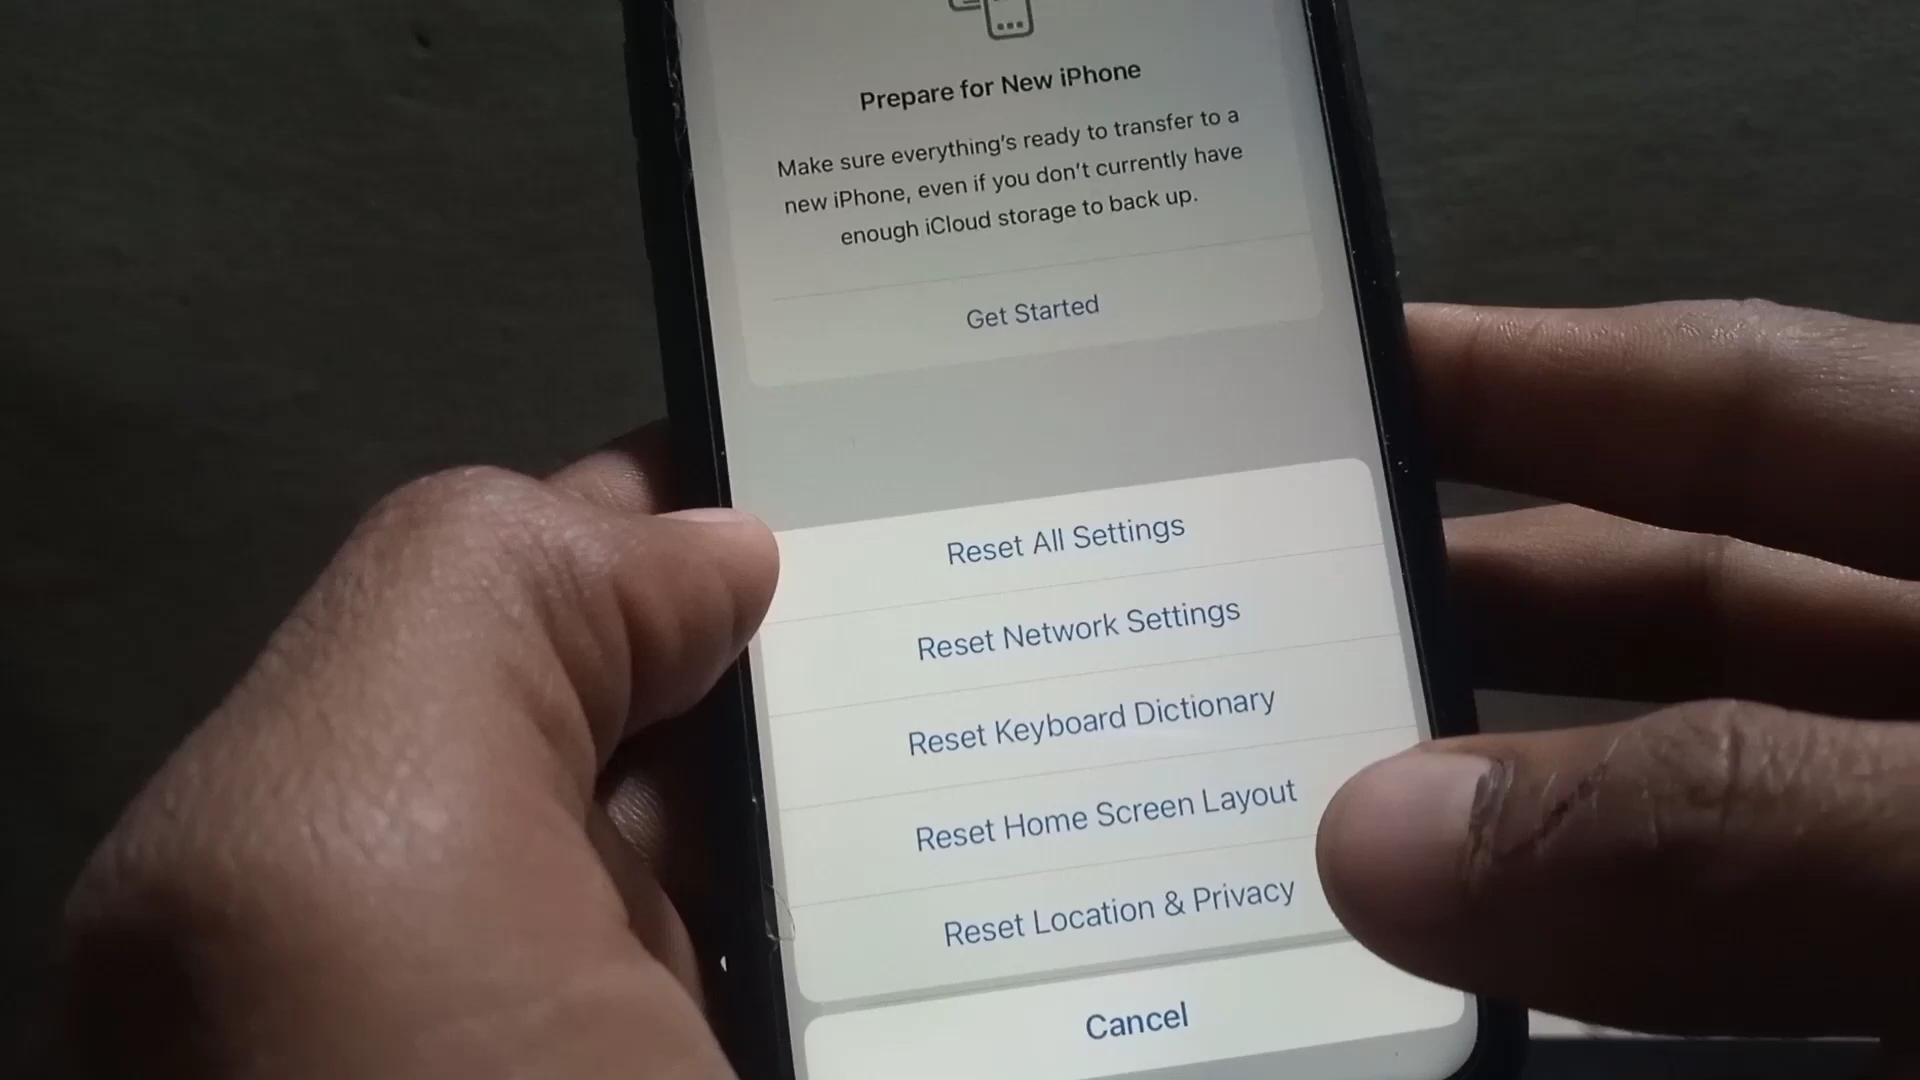 Prepare for New iPhone
Make sure everything's ready to transfer to a
new iPhone, even if you don't currently have
enough iCloud storage to back up.
Get Started
Reset All Settings
Reset Network Settings
Reset Keyboard Dictionary
Reset Home Screen Layout
Reset Location & Privacy
Cancel